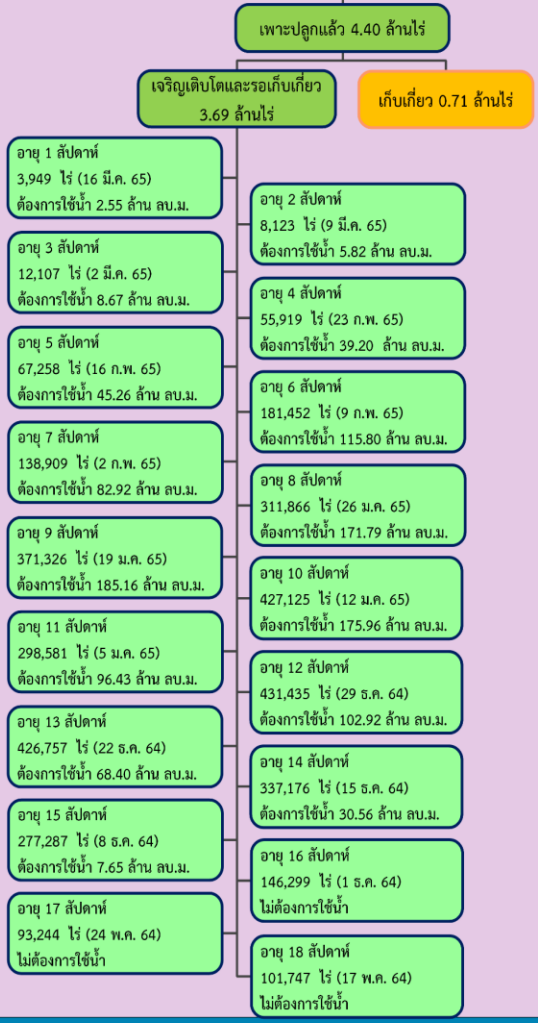 เพาะปลูกแล้ว 4.40 ล้านไร่
เจริญเติบโตและรอเก็บเกี่ยว
3.69 ล้านไร่
เก็บเกี่ยว 0.71 ล้านไร่
อายุ 1 สัปดาห์
3,949 ไร่ (16 มี.ค. 65)
ต้องการใช้น้ำ 2.55 ล้าน ลบ.ม.
อายุ 2 สัปดาห์
8,123 ไร่ (9 มี.ค. 65)
ต้องการใช้น้ำ 5.82 ล้าน ลบ.ม.
อายุ 3 สัปดาห์
12,107 ไร่ (2 มี.ค. 65)
ต้องการใช้น้ำ 8.67 ล้าน ลบ.ม.
อายุ 4 สัปดาห์
55,919 ไร่ (23 ก.พ. 65)
ต้องการใช้น้ำ 39.20 ล้าน ลบ.ม.
อายุ 5 สัปดาห์
67,258 ไร่ (16 ก.พ. 65)
ต้องการใช้น้ำ 45.26 ล้าน ลบ.ม.
อายุ 6 สัปดาห์
181,452 ไร่ (9 ก.พ. 65)
ต้องการใช้น้ำ 115.80 ล้าน ลบ.ม.
อายุ 7 สัปดาห์
138,909 ไร่ (2 ก.พ. 65)
ต้องการใช้น้ำ 82.92 ล้าน ลบ.ม.
อายุ 8 สัปดาห์
311,866 ไร่ (26 ม.ค. 65)
ต้องการใช้น้ำ 171.79 ล้าน ลบ.ม.
อายุ 9 สัปดาห์
371,326 ไร่ (19 ม.ค. 65)
ต้องการใช้น้ำ 185.16 ล้าน ลบ.ม.
อายุ 10 สัปดาห์
427,125 ไร่ (12 ม.ค. 65)
ต้องการใช้น้ำ 175.96 ล้าน ลบ.ม.
อายุ 11 สัปดาห์
298,581 ไร่ (5 ม.ค. 65)
ต้องการใช้น้ำ 96.43 ล้าน ลบ.ม.
อายุ 12 สัปดาห์
431,435 ไร่ (29 ธ.ค. 64)
ต้องการใช้น้ำ 102.92 ล้าน ลบ.ม.
อายุ 13 สัปดาห์
426,757 ไร่ (22 ธ.ค. 64)
ต้องการใช้น้ำ 68.40 ล้าน ลบ.ม.
อายุ 14 สัปดาห์
337,176 ไร่ (15 ธ.ค. 64)
ต้องการใช้น้ำ 30.56 ล้าน ลบ.ม.
อายุ 15 สัปดาห์
277,287 ไร่ (8 ธ.ค. 64)
ต้องการใช้น้ำ 7.65 ล้าน ลบ.ม.
อายุ 16 สัปดาห์
146,299 ไร่ (1 ธ.ค. 64)
ไม่ต้องการใช้น้ำ
อายุ 17 สัปดาห์
93,244 ไร่ (24 พ.ค. 64)
ไม่ต้องการใช้น้ำ
อายุ 18 สัปดาห์
101,747 ไร่ (17 พ.ค. 64)
ไม่ต้องการใช้น้ำ